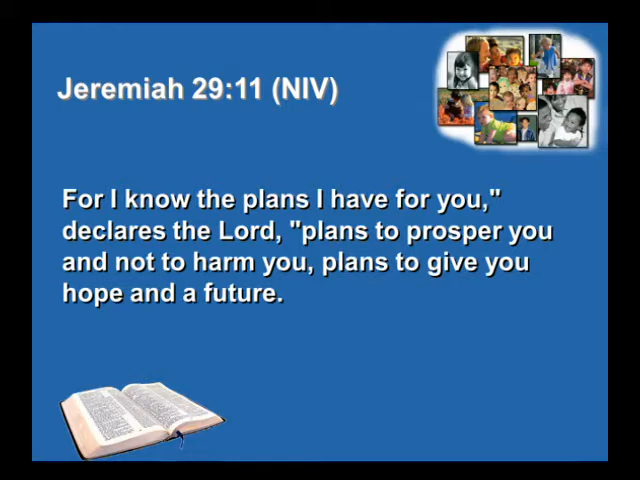 Jeremiah 29:11 (NIV)
For I know the plans I have for you,"
declares the Lord, "plans to prosper you
and not to harm you, plans to give you
hope and a future.